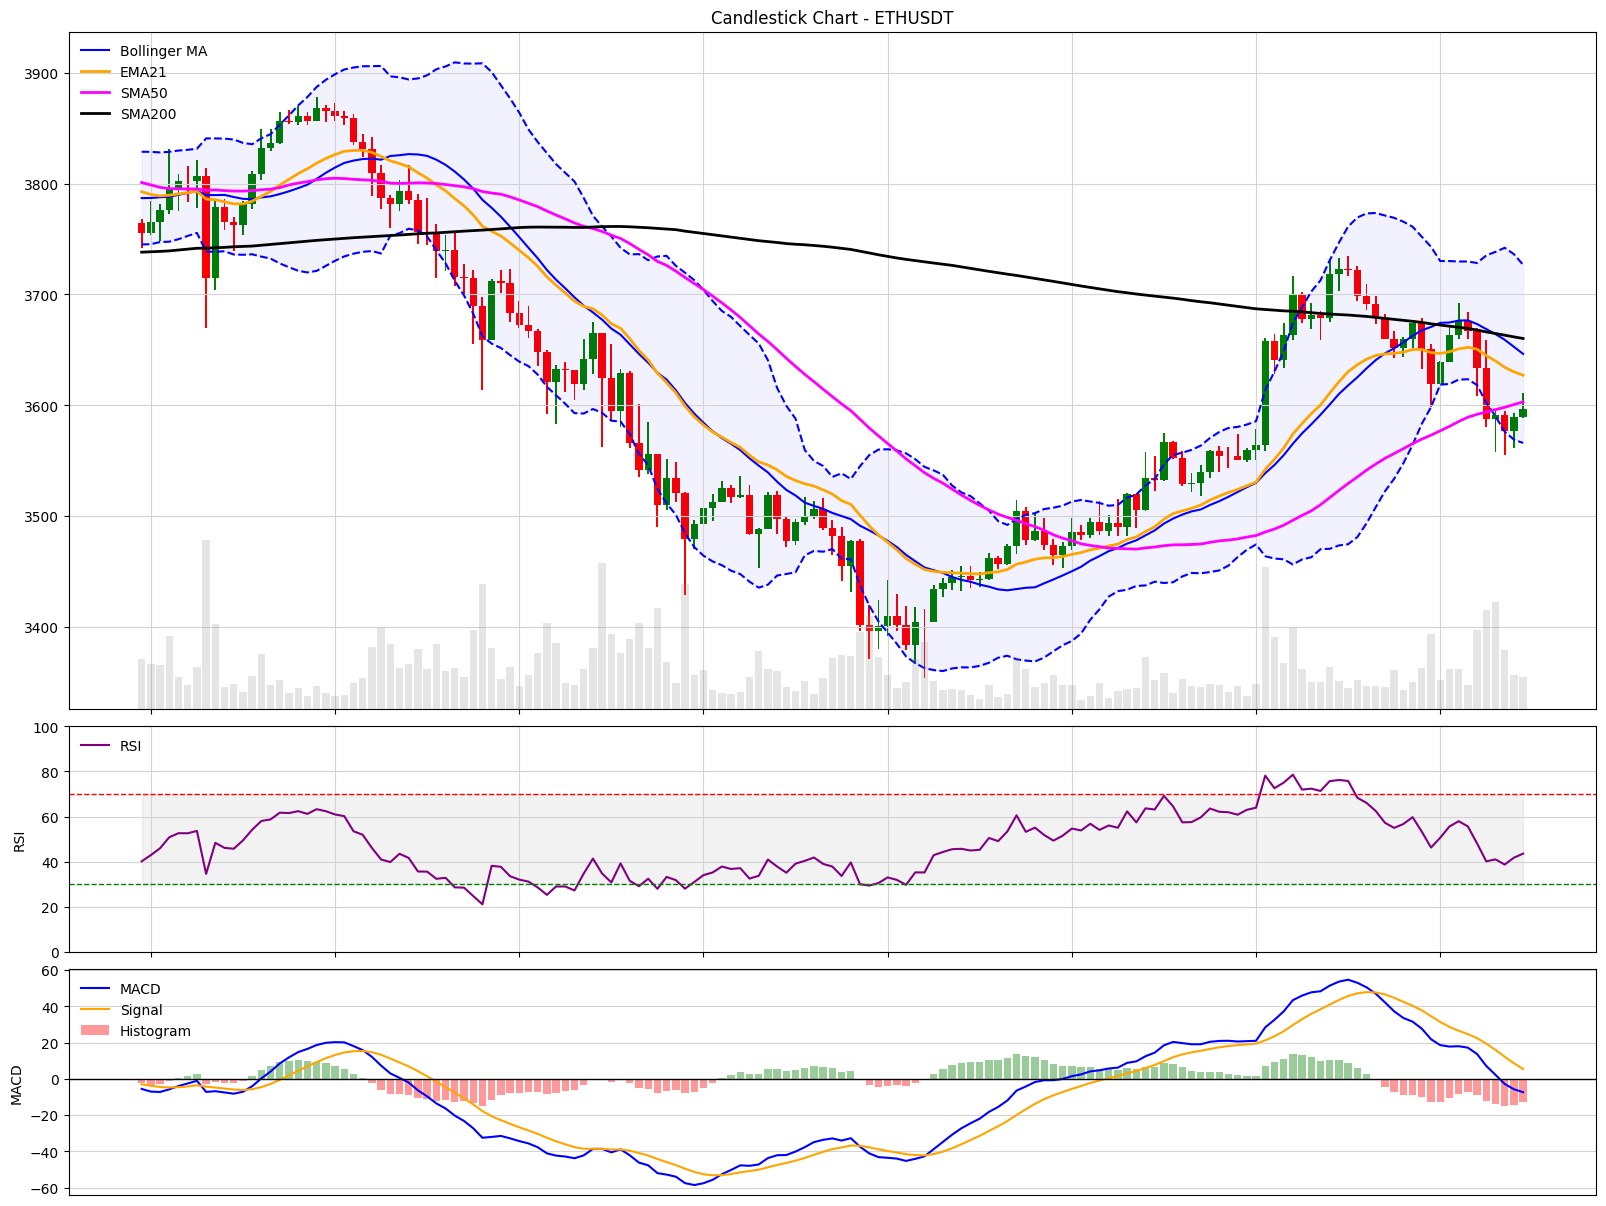 Candlestick Chart - ETHUSDT
Bollinger MA
EMA21
SMA50
SMA200
3900
3800
3700
3600
3500
3400
RSI
100
80
60
40
20
0
RSI
MACD
Signal
Histogram
60
40
20
0
−20
−40
−60
MACD